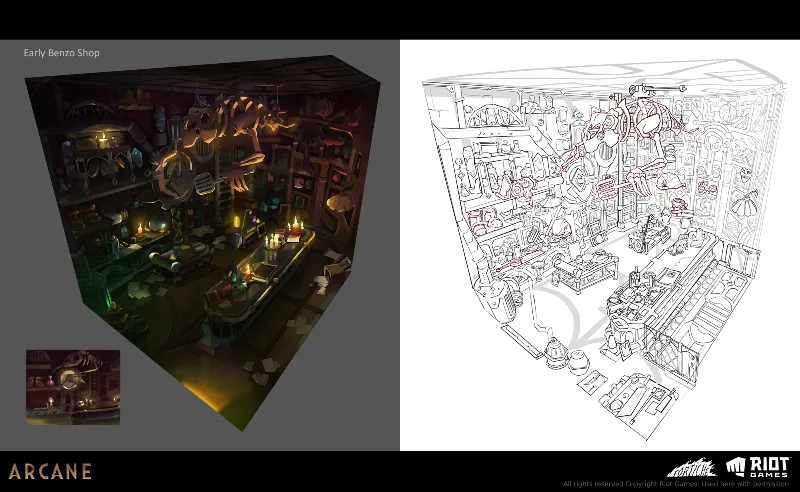 Early Benzo Shop
ARCANE
RIOT
GAMES
All rights reserved Copyright Riot Games. Used here with permission